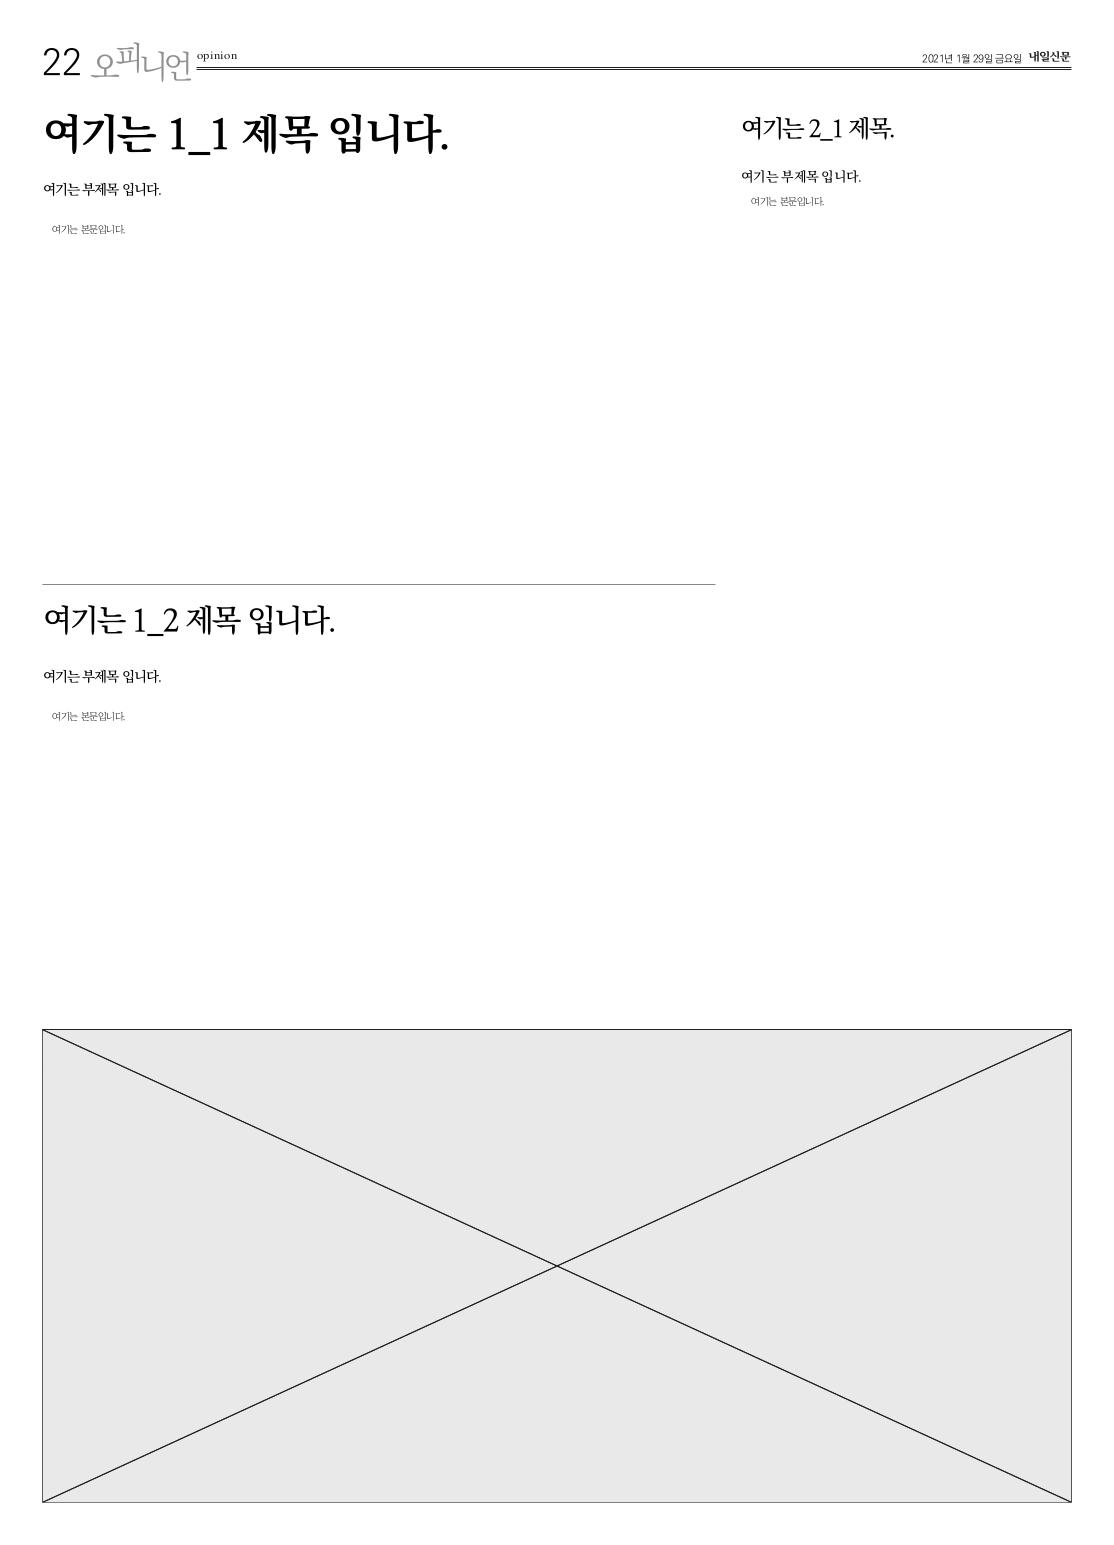 22 오피니언 opinion 2021년 1월 29일 금요일 내일신문
여기는 1_1 제목 입니다.
여기는 부제목 입니다.
여기는 본문입니다.
여기는 1_2 제목 입니다.
여기는 부제목 입니다.
여기는 본문입니다.
여기는 2_1 제목.
여기는 부제목 입니다.
여기는 본문입니다.